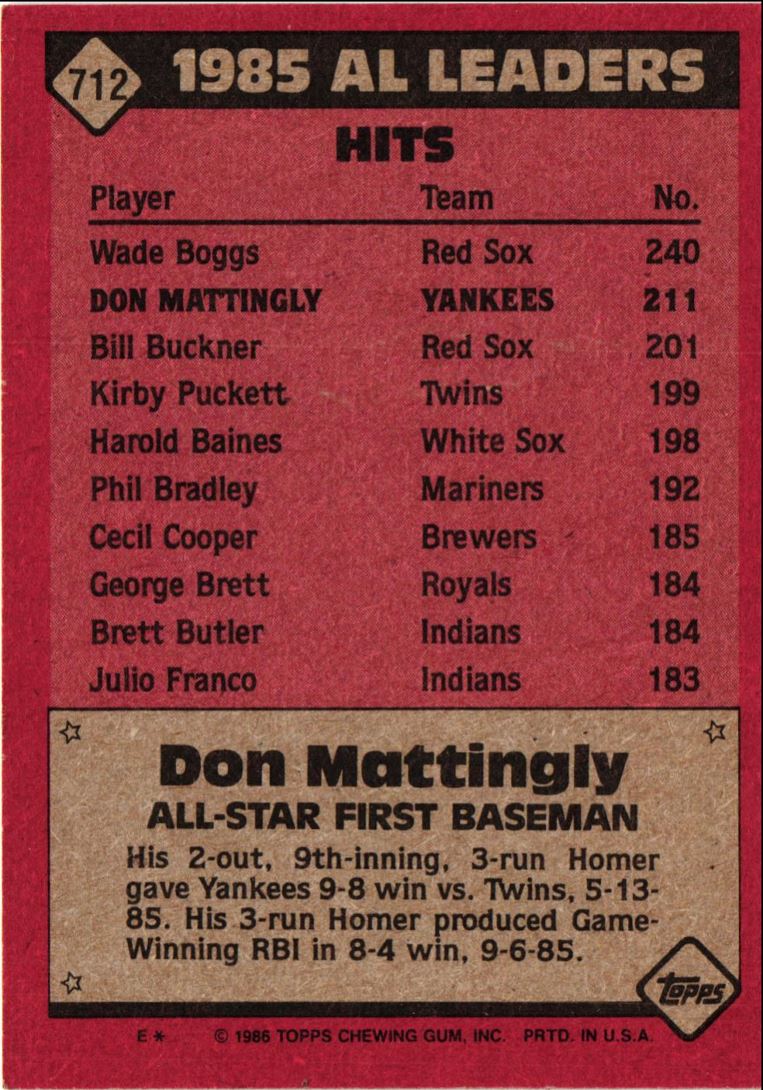 712 1985 AL LEADERS
HITS
Player Team No.
Wade Boggs Red Sox 240
DON MATTINGLY YANKEES 211
Bill Buckner Red Sox 201
Kirby Puckett Twins 199
Harold Baines White Sox 198
Phil Bradley Mariners 192
Cecil Cooper Brewers 185
George Brett Royals 184
Brett Butler Indians 184
Julio Franco Indians 183
Don Mattingly
ALL-STAR FIRST BASEMAN
His 2-out, 9th-inning, 3-run Homer
gave Yankees 9-8 win vs. Twins, 5-13-
85. His 3-run Homer produced Game-
Winning RBI in 8-4 win, 9-6-85.
topps
E * © 1986 TOPPS CHEWING GUM, INC. PRTD. IN U.S.A.